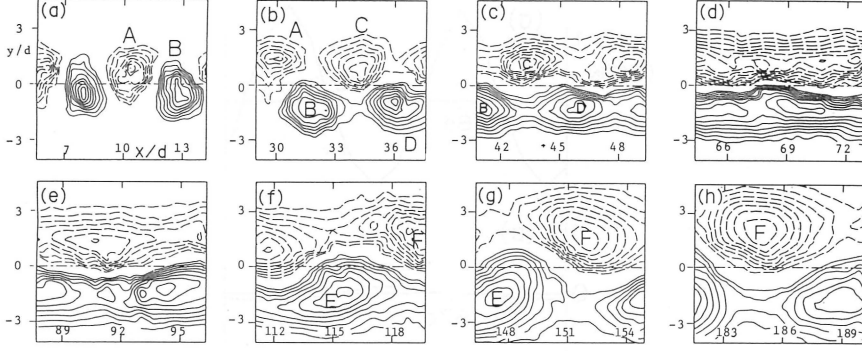 (a) A B
3
y/d
0
-3
7 10 x/d 13
(b) A C
3
0
B
-3 D
30 33 36
(c)
3
C
0
B D
-3
42 45 48
(d)
3
0
-3
66 69 72
(e)
3
0
-3
89 92 95
(f)
3
F
0
E
-3
112 115 118
(g)
3
F
0
E
-3
148 151 154
(h)
3
F
0
-3
183 186 189